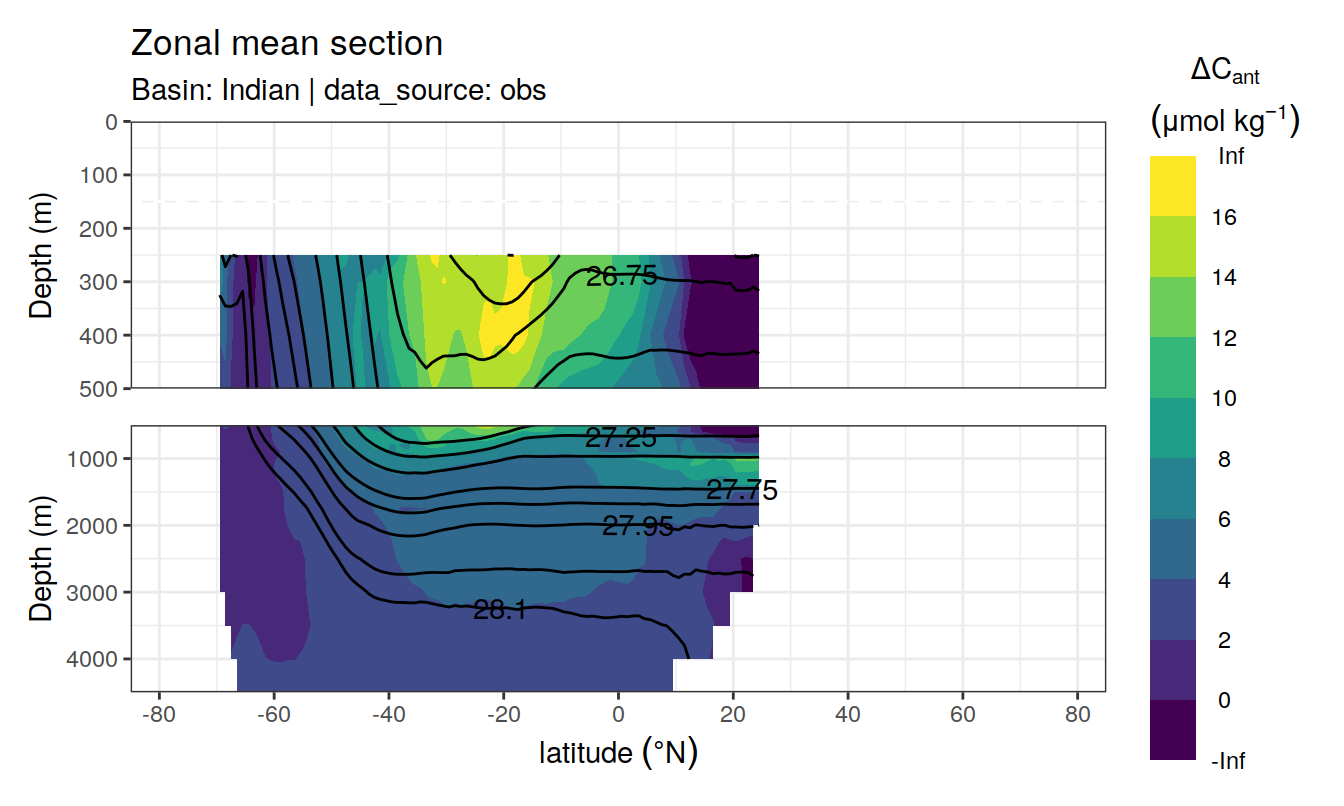 Zonal mean section
Basin: Indian | data_source: obs
ΔCant
(μmol kg⁻¹)
Inf
16
14
12
10
8
6
4
2
0
-Inf
Depth (m)
0
100
200
300
400
500
26.75
Depth (m)
1000
2000
3000
4000
27.25
27.75
27.95
28.1
-80 -60 -40 -20 0 20 40 60 80
latitude (°N)